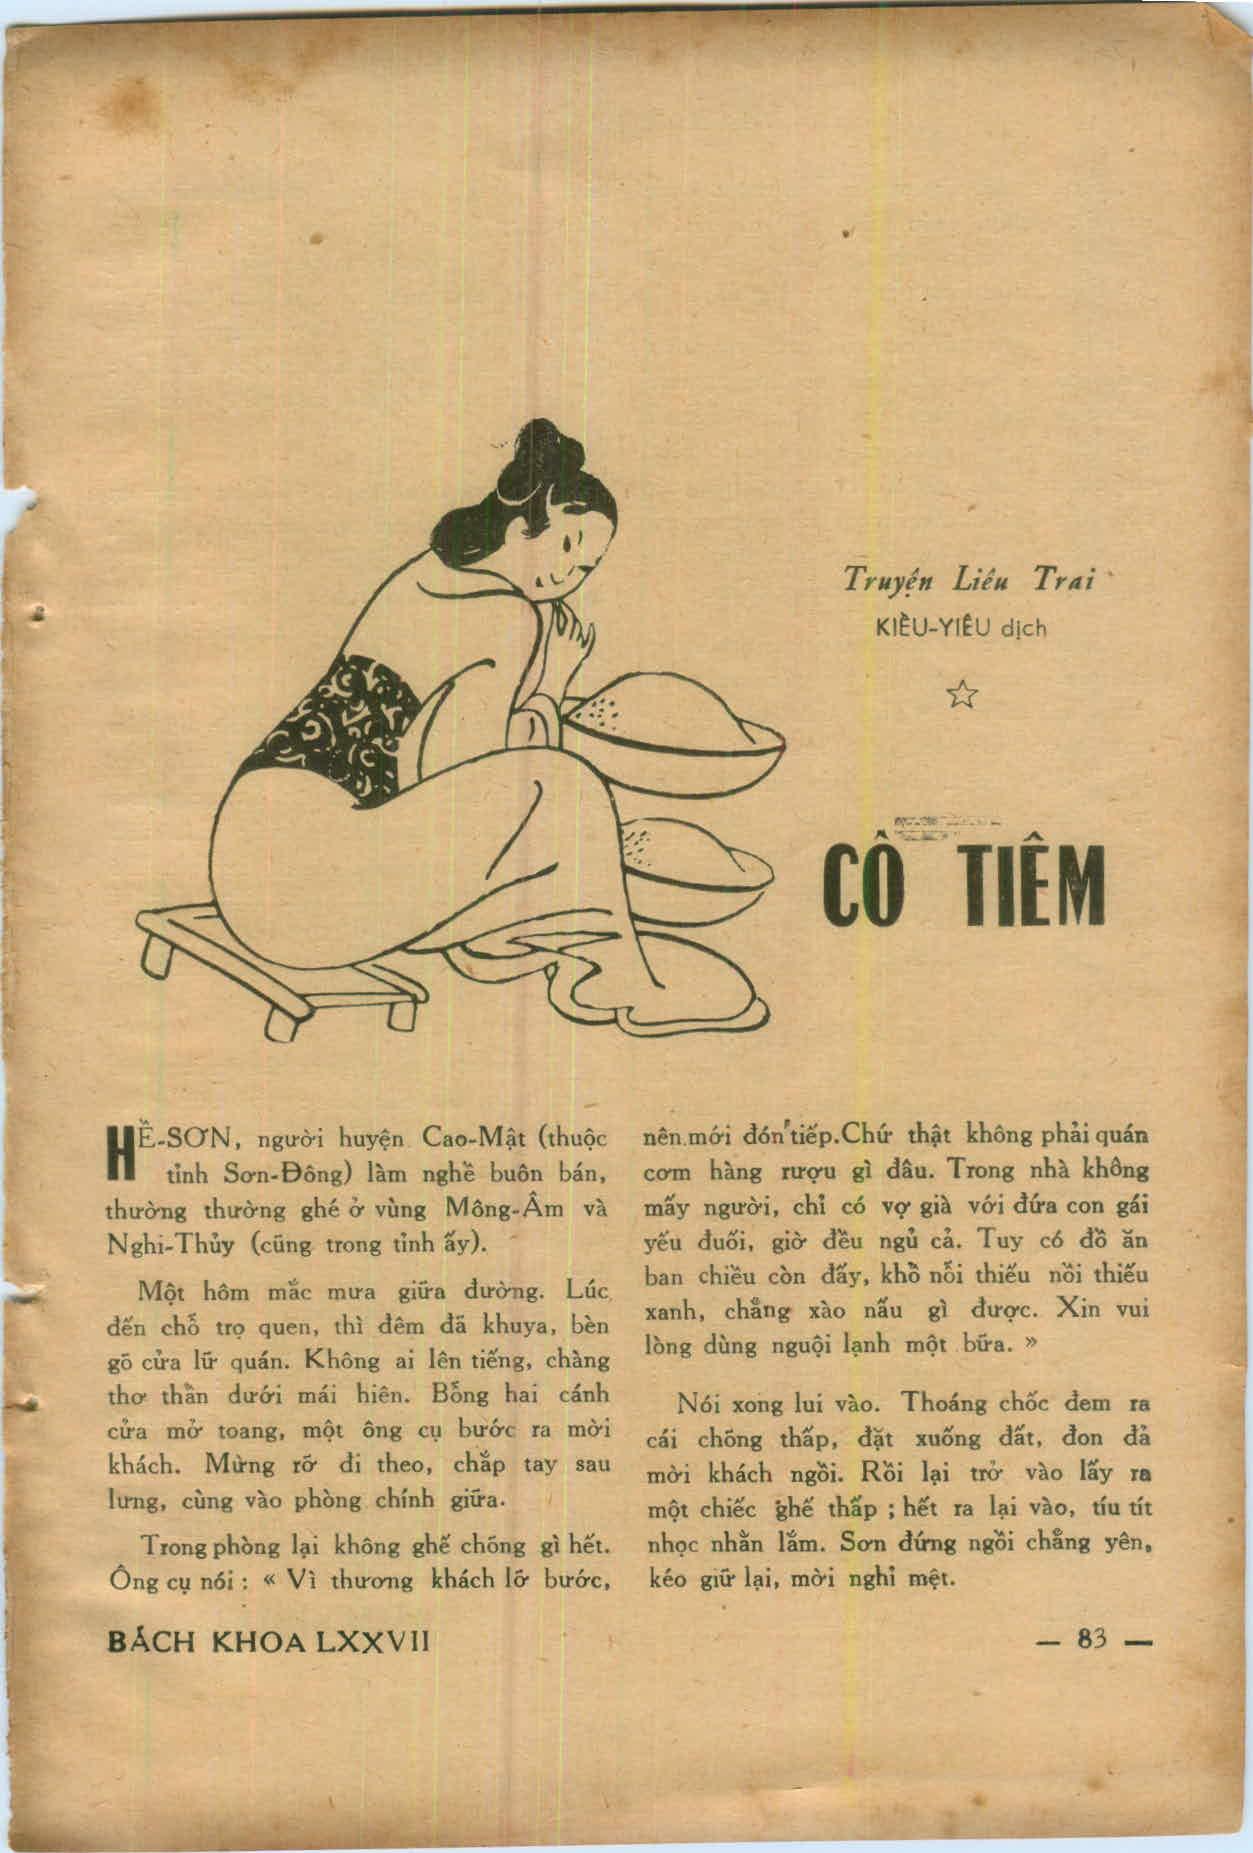 Truyện Liêu Trai
KIỀU-YIÊU dịch
CÔ TIÊM
HỀ-SƠN, người huyện Cao-Mật (thuộc
tỉnh Sơn-Đông) làm nghề buôn bán,
thường thường ghé ở vùng Mông-Âm và
Nghi-Thủy (cũng trong tỉnh ấy).
Một hôm mắc mưa giữa đường. Lúc
đến chỗ trọ quen, thì đêm đã khuya, bèn
gõ cửa lữ quán. Không ai lên tiếng, chàng
thơ thần dưới mái hiên. Bỗng hai cánh
cửa mở toang, một ông cụ bước ra mời
khách. Mừng rỡ đi theo, chắp tay sau
lưng, cùng vào phòng chính giữa.
Trong phòng lại không ghế chõng gì hết.
Ông cụ nói : « Vì thương khách lỡ bước,
nên mới đón tiếp. Chứ thật không phải quán
cơm hàng rượu gì đâu. Trong nhà không
mấy người, chỉ có vợ già với đứa con gái
yếu đuối, giờ đều ngủ cả. Tuy có đồ ăn
ban chiều còn đấy, khổ nỗi thiếu nồi thiếu
xanh, chẳng xào nấu gì được. Xin vui
lòng dùng nguội lạnh một bữa. »
Nói xong lui vào. Thoáng chốc đem ra
cái chõng thấp, đặt xuống đất, đon đả
mời khách ngồi. Rồi lại trở vào lấy ra
một chiếc ghế thấp ; hết ra lại vào, tíu tít
nhọc nhằn lắm. Sơn đứng ngồi chẳng yên,
kéo giữ lại, mời nghỉ mệt.
BÁCH KHOA LXXVII
— 83 —